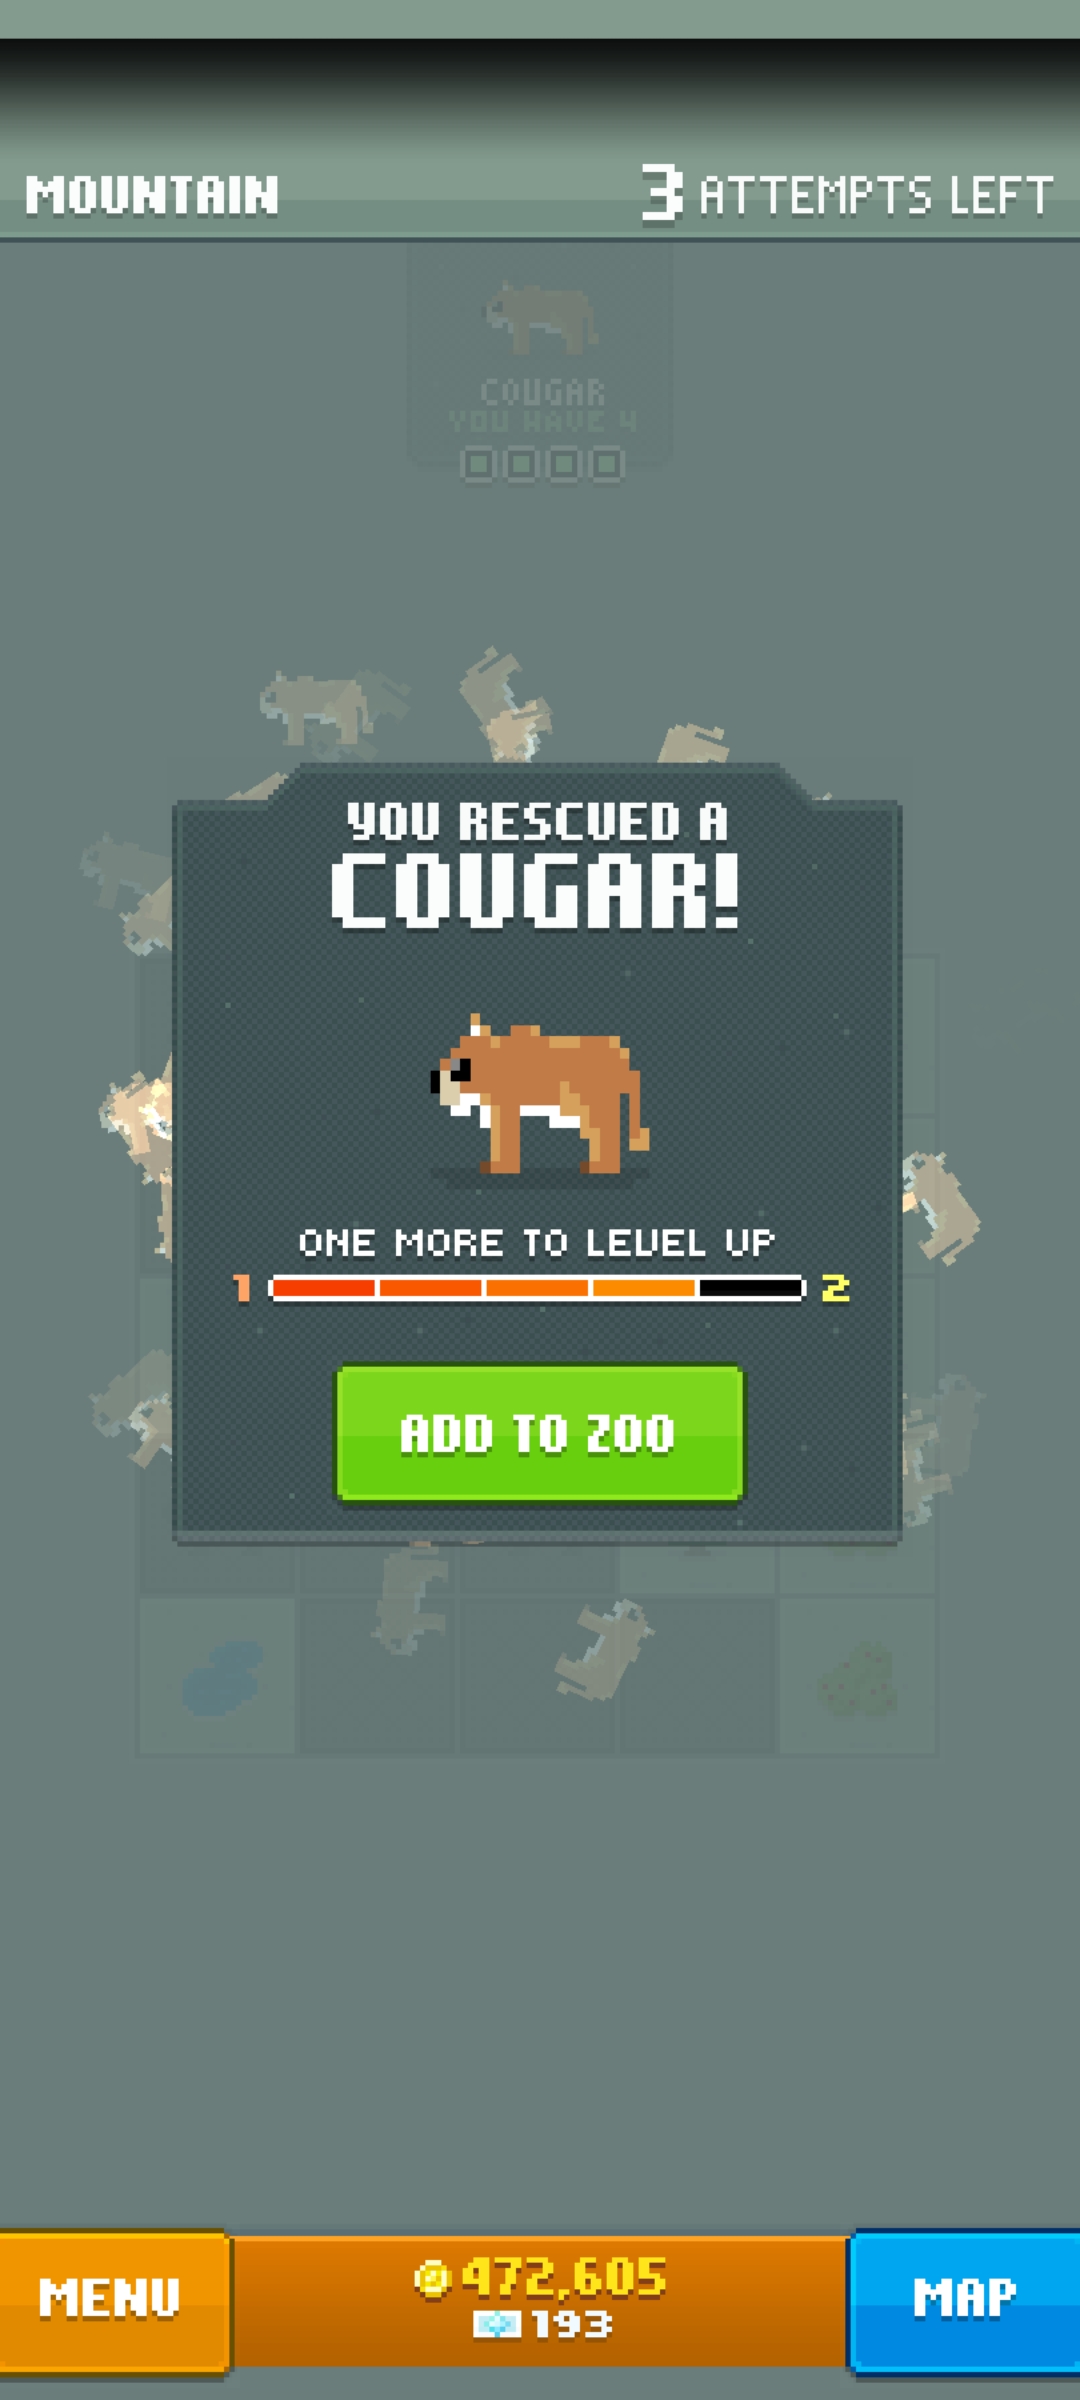 MOUNTAIN
3 ATTEMPTS LEFT
COUGAR
YOU HAVE 4
YOU RESCUED A
COUGAR!
ONE MORE TO LEVEL UP
1 2
ADD TO ZOO
MENU
472,605
193
MAP